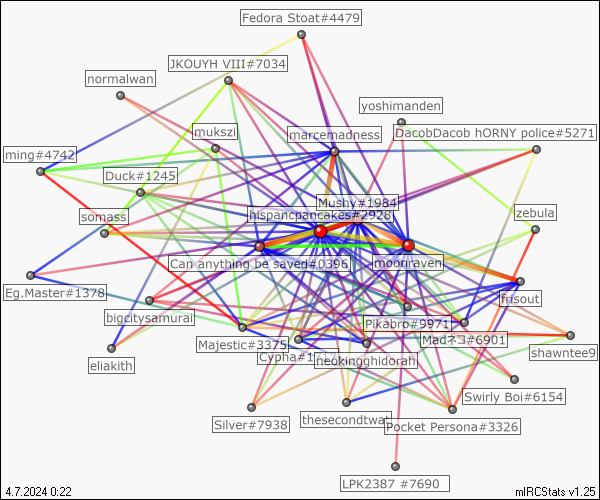 Fedora Stoat#4479
JKOUYH VIII#7034
normalwan
yoshimanden
mukszi
marcemadness
DacobDacob hORNY police#5271
ming#4742
Duck#1245
Mushy#1984
somass
hispancpancakes#2928
zebula
Can anything be saved#0396
moonraven
Eg.Master#1378
frisout
bigcitysamurai
Pikabro#9971
Majestic#3375
Madネコ#6901
Cypha#1
neokingghidorah
shawntee9
eliakith
Swirly Boi#6154
Silver#7938
thesecondtwat
Pocket Persona#3326
LPK2387 #7690
4.7.2024 0:22
mIRCStats v1.25